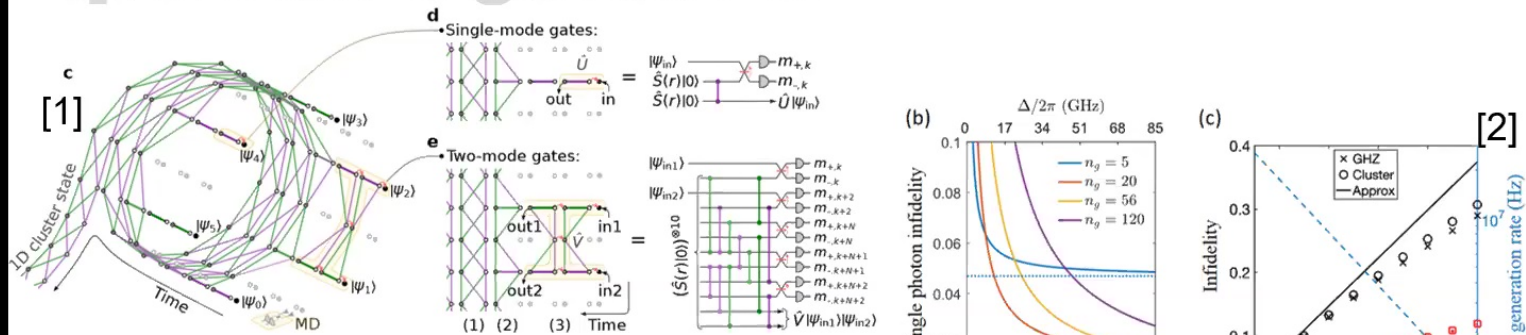 [1]
c
1D cluster state
Time
|Ψ₀⟩
|Ψ₁⟩
|Ψ₂⟩
|Ψ₃⟩
|Ψ₄⟩
|Ψ₅⟩
MD
d
Single-mode gates:
Û
out
in
=
|Ψin⟩
Ŝ(r)|0⟩
Ŝ(r)|0⟩
m+,k
m-,k
Û|Ψin⟩
e
Two-mode gates:
out1
in1
V̂
out2
in2
(1) (2) (3) Time
=
|Ψin1⟩
|Ψin2⟩
(Ŝ(r)|0⟩)⊗10
m+,k
m-,k
m+,k+2
m-,k+2
m+,k+N
m-,k+N
m+,k+N+1
m-,k+N+1
m+,k+N+2
m-,k+N+2
V̂|Ψin1⟩|Ψin2⟩
(b)
Δ/2π (GHz)
0 17 34 51 68 85
0.1
0.08
0.06
0.04
ngle photon infidelity
ng = 5
ng = 20
ng = 56
ng = 120
(c)
[2]
0.4
0.3
0.2
0.1
Infidelity
GHZ
Cluster
Approx
10⁷
generation rate (Hz)